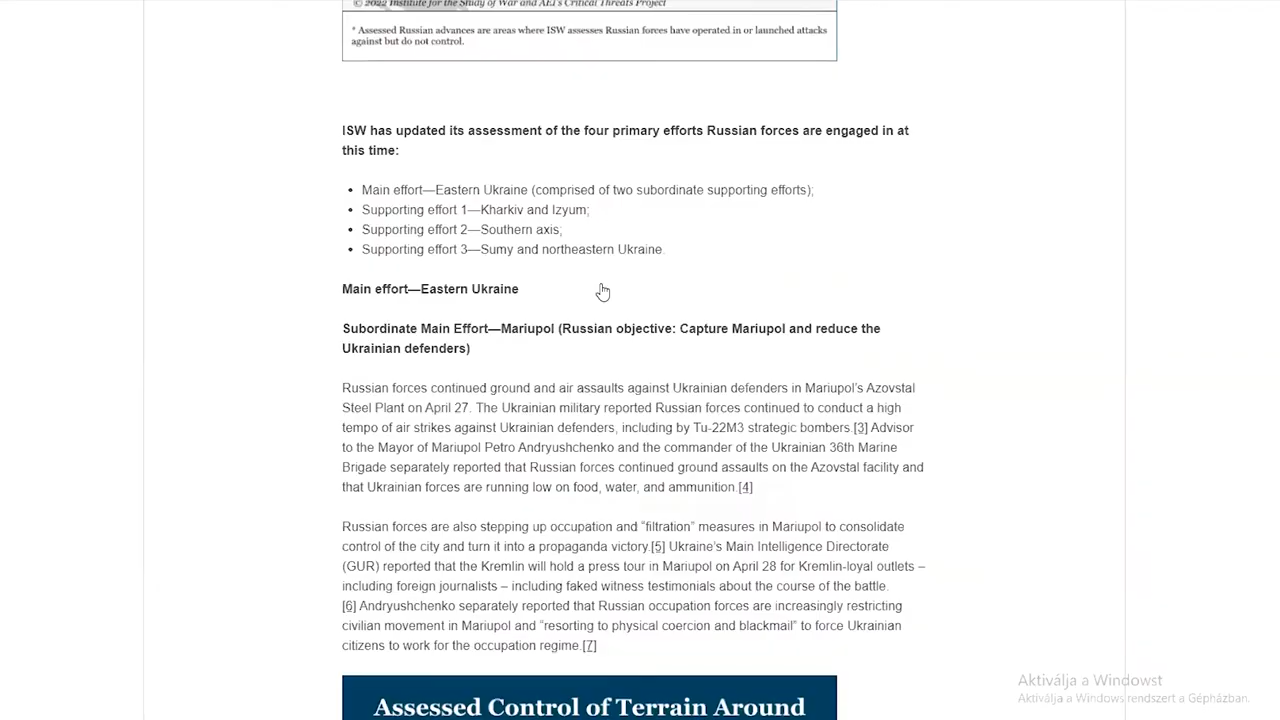 © 2022 Institute for the Study of War and AEI's Critical Threats Project
* Assessed Russian advances are areas where ISW assesses Russian forces have operated in or launched attacks
against but do not control.
ISW has updated its assessment of the four primary efforts Russian forces are engaged in at
this time:
• Main effort—Eastern Ukraine (comprised of two subordinate supporting efforts);
• Supporting effort 1—Kharkiv and Izyum;
• Supporting effort 2—Southern axis;
• Supporting effort 3—Sumy and northeastern Ukraine.
Main effort—Eastern Ukraine
Subordinate Main Effort—Mariupol (Russian objective: Capture Mariupol and reduce the
Ukrainian defenders)
Russian forces continued ground and air assaults against Ukrainian defenders in Mariupol's Azovstal
Steel Plant on April 27. The Ukrainian military reported Russian forces continued to conduct a high
tempo of air strikes against Ukrainian defenders, including by Tu-22M3 strategic bombers.[3] Advisor
to the Mayor of Mariupol Petro Andryushchenko and the commander of the Ukrainian 36th Marine
Brigade separately reported that Russian forces continued ground assaults on the Azovstal facility and
that Ukrainian forces are running low on food, water, and ammunition.[4]
Russian forces are also stepping up occupation and “filtration” measures in Mariupol to consolidate
control of the city and turn it into a propaganda victory.[5] Ukraine's Main Intelligence Directorate
(GUR) reported that the Kremlin will hold a press tour in Mariupol on April 28 for Kremlin-loyal outlets –
including foreign journalists – including faked witness testimonials about the course of the battle.
[6] Andryushchenko separately reported that Russian occupation forces are increasingly restricting
civilian movement in Mariupol and “resorting to physical coercion and blackmail” to force Ukrainian
citizens to work for the occupation regime.[7]
Assessed Control of Terrain Around
Aktiválja a Windowst
Aktiválja a Windows rendszert a Gépházban.